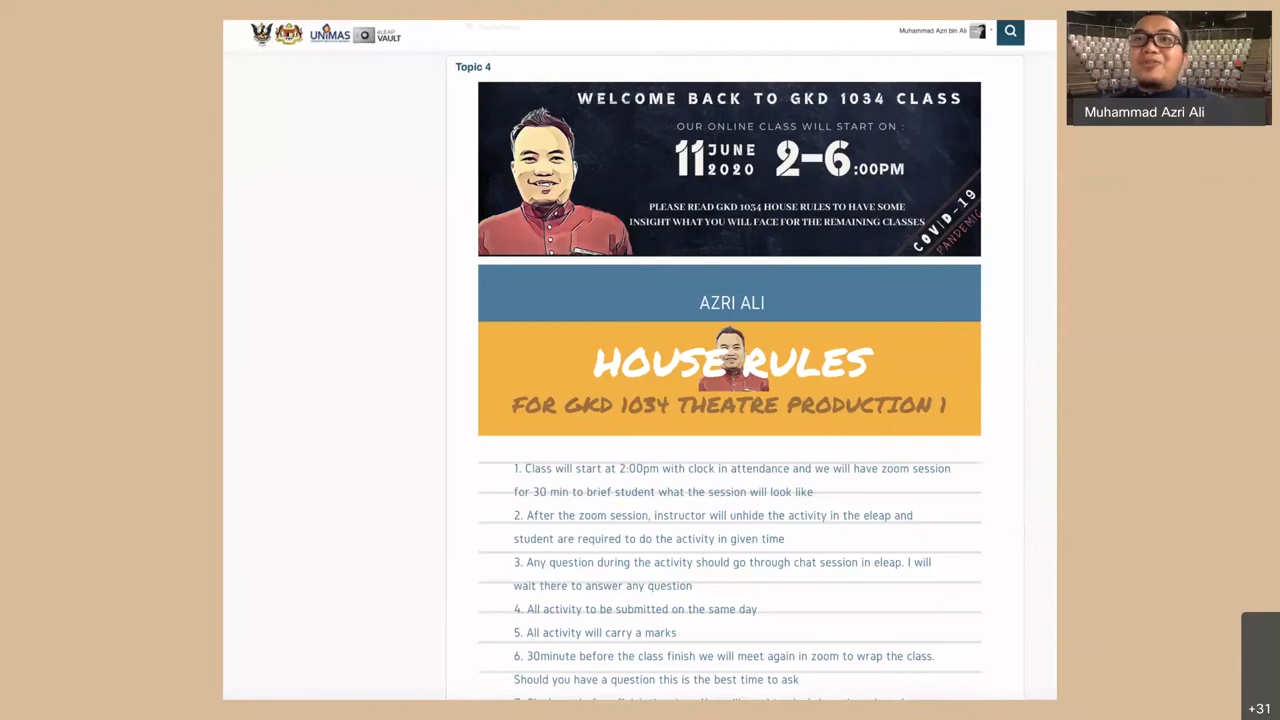 UNIMAS
eLEAP
VAULT
Muhammad Azri bin Ali
Muhammad Azri Ali
Topic 4
WELCOME BACK TO GKD 1034 CLASS
OUR ONLINE CLASS WILL START ON :
11 JUNE 2020 2-6:00PM
PLEASE READ GKD 1034 HOUSE RULES TO HAVE SOME
INSIGHT WHAT YOU WILL FACE FOR THE REMAINING CLASSES
COVID-19
PANDEMIC
AZRI ALI
HOUSE RULES
FOR GKD 1034 THEATRE PRODUCTION 1
1. Class will start at 2:00pm with clock in attendance and we will have zoom session
for 30 min to brief student what the session will look like
2. After the zoom session, instructor will unhide the activity in the eleap and
student are required to do the activity in given time
3. Any question during the activity should go through chat session in eleap. I will
wait there to answer any question
4. All activity to be submitted on the same day
5. All activity will carry a marks
6. 30minute before the class finish we will meet again in zoom to wrap the class.
Should you have a question this is the best time to ask
+31